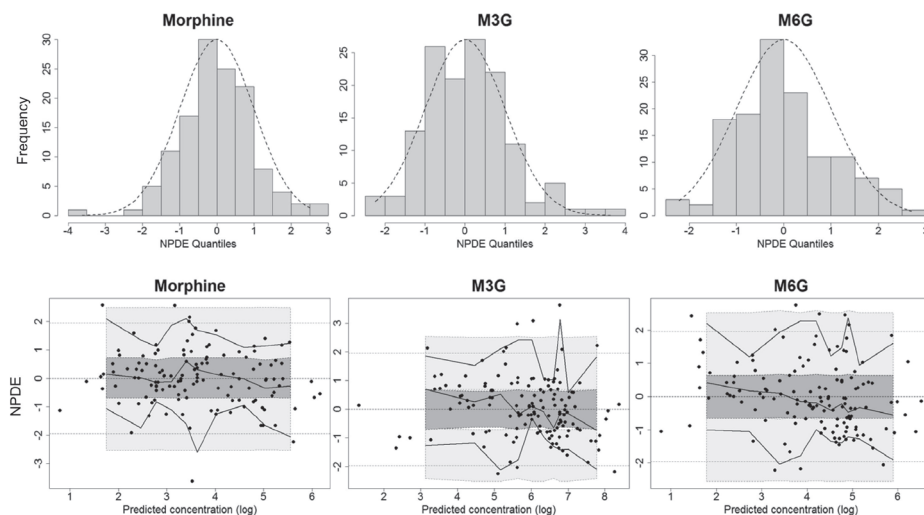 Morphine M3G M6G
Frequency
30
25
20
15
10
5
0
-4 -3 -2 -1 0 1 2 3
NPDE Quantiles
25
20
15
10
5
0
-2 -1 0 1 2 3 4
NPDE Quantiles
30
20
10
5
0
-2 -1 0 1 2 3
NPDE Quantiles
Morphine M3G M6G
NPDE
2
1
0
-1
-2
-3
1 2 3 4 5 6
Predicted concentration (log)
3
2
1
0
-1
-2
2 3 4 5 6 7 8
Predicted concentration (log)
2
1
0
-1
-2
1 2 3 4 5 6
Predicted concentration (log)